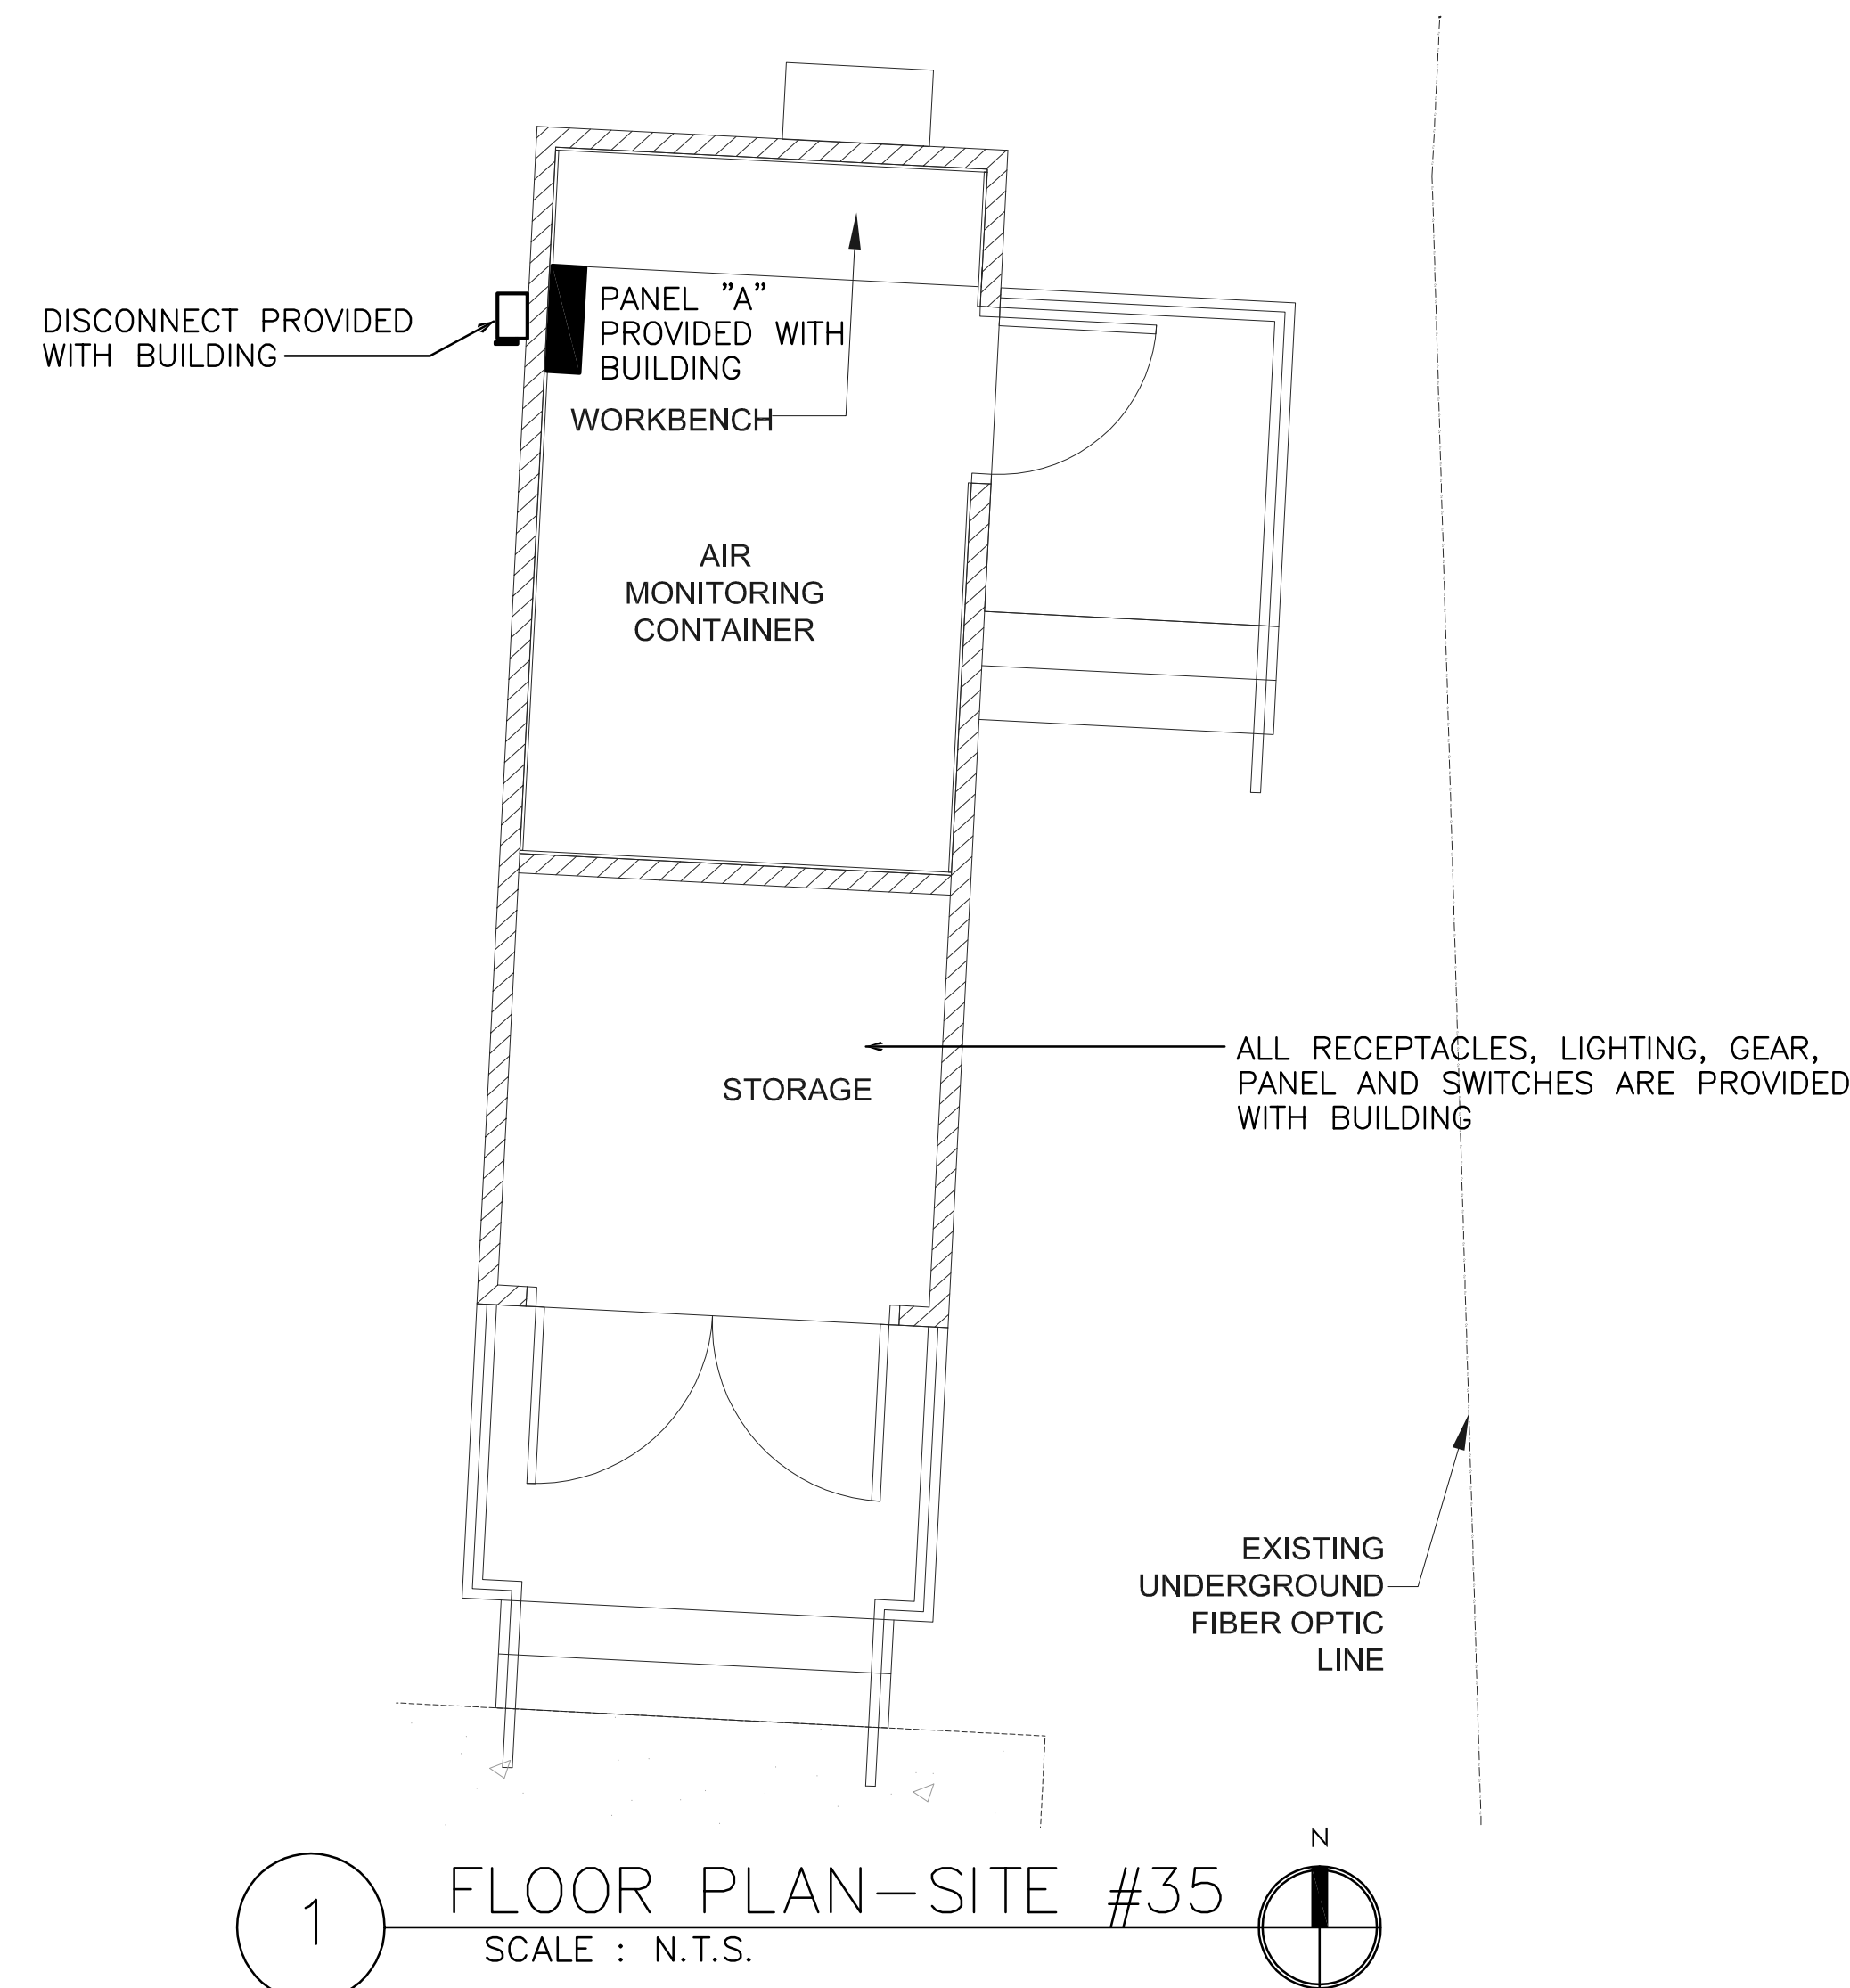 DISCONNECT PROVIDED
WITH BUILDING
PANEL "A"
PROVIDED WITH
BUILDING
WORKBENCH
AIR
MONITORING
CONTAINER
STORAGE
ALL RECEPTACLES, LIGHTING, GEAR,
PANEL AND SWITCHES ARE PROVIDED
WITH BUILDING
EXISTING
UNDERGROUND
FIBER OPTIC
LINE
1
FLOOR PLAN-SITE #35
SCALE : N.T.S.
N